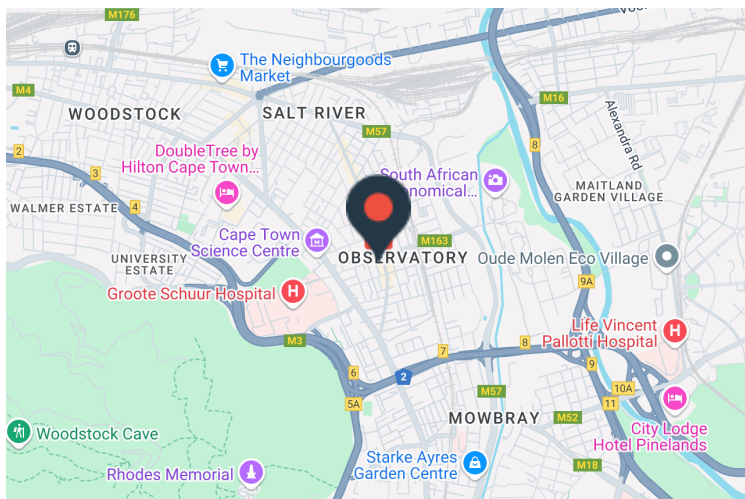 M176
The Neighbourgoods
Market
M4
M63
M16
WOODSTOCK
SALT RIVER
M57
Alexandra Rd
2
8
DoubleTree by
Hilton Cape Town...
3
South African
onomical...
MAITLAND
GARDEN VILLAGE
WALMER ESTATE
4
Cape Town
Science Centre
M163
UNIVERSITY
ESTATE
OBSERVATORY
Oude Molen Eco Village
9A
Groote Schuur Hospital
H
Life Vincent
Pallotti Hospital
H
M3
7
8
6
2
9
5A
M57
10A
11
MOWBRAY
M52
City Lodge
Hotel Pinelands
Woodstock Cave
Starke Ayres
Garden Centre
M18
Rhodes Memorial